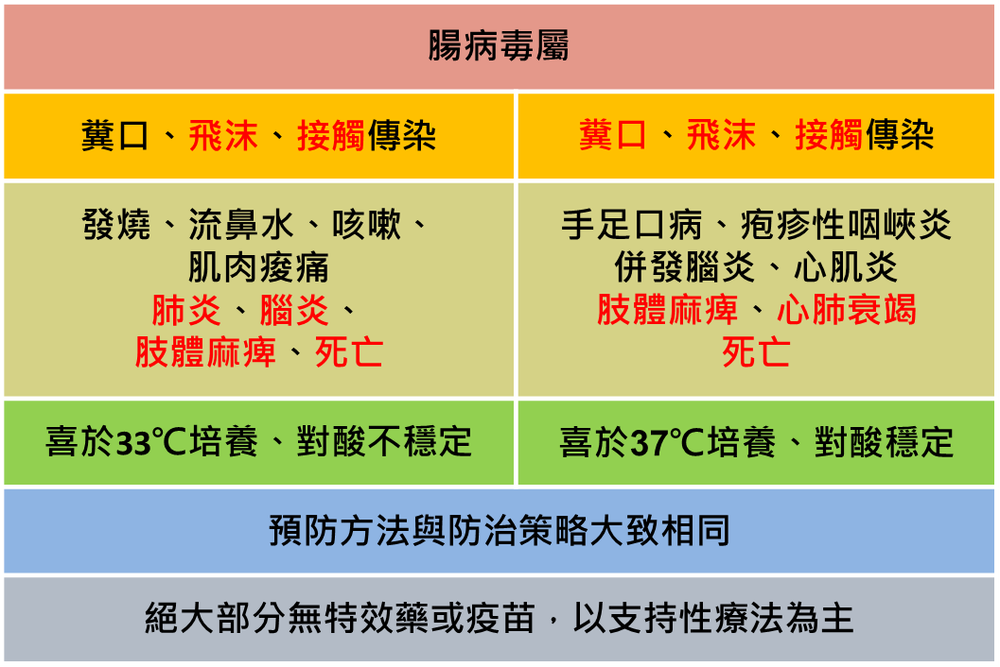 腸病毒屬
糞口、飛沫、接觸傳染
糞口、飛沫、接觸傳染
發燒、流鼻水、咳嗽、
肌肉痠痛
肺炎、腦炎、
肢體麻痺、死亡
手足口病、疱疹性咽峽炎
併發腦炎、心肌炎
肢體麻痺、心肺衰竭
死亡
喜於33℃培養、對酸不穩定
喜於37℃培養、對酸穩定
預防方法與防治策略大致相同
絕大部分無特效藥或疫苗，以支持性療法為主